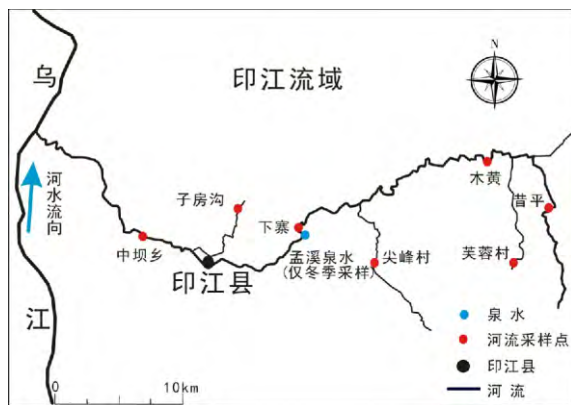 印江流域
N
乌
江
河水流向
子房沟
中坝乡
印江县
下寨
孟溪泉水
(仅冬季采样)
尖峰村
木黄
昔平
芙蓉村
泉水
河流采样点
印江县
河流
0
10km